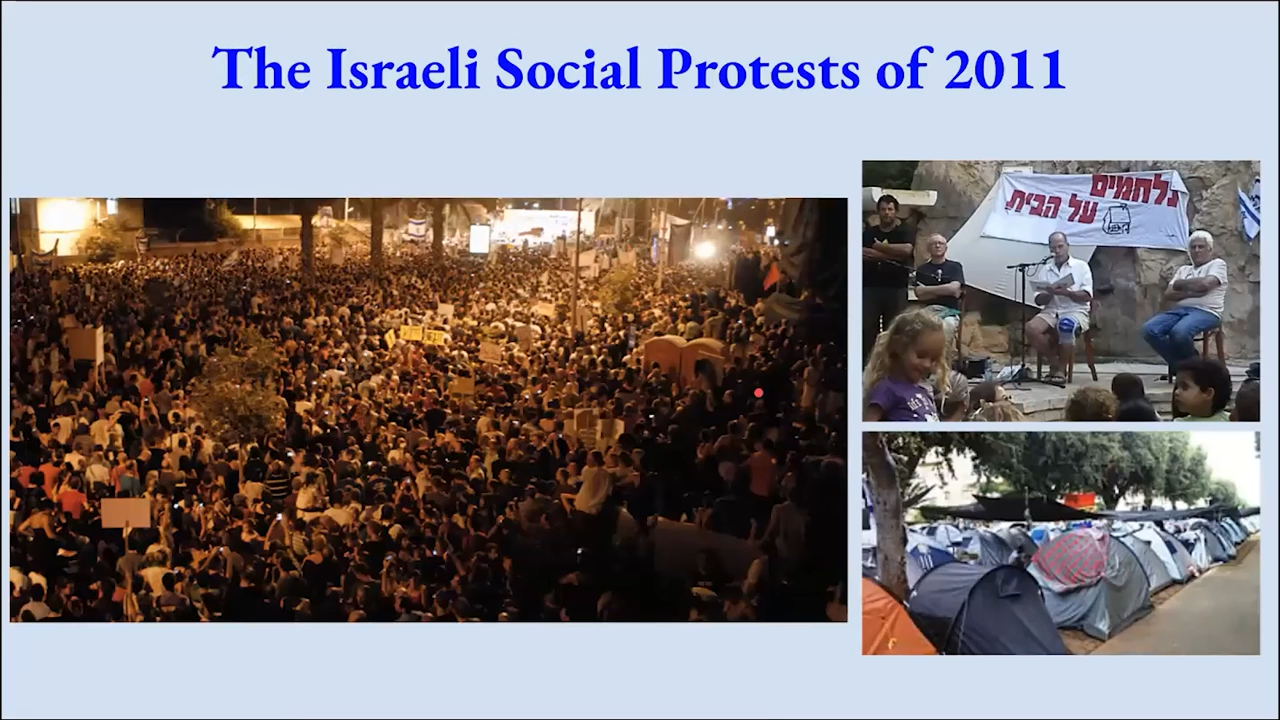 The Israeli Social Protests of 2011
נלחמים
על הבית